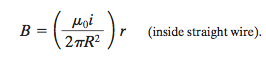 B = (μ₀i / 2πR²) r (inside straight wire).